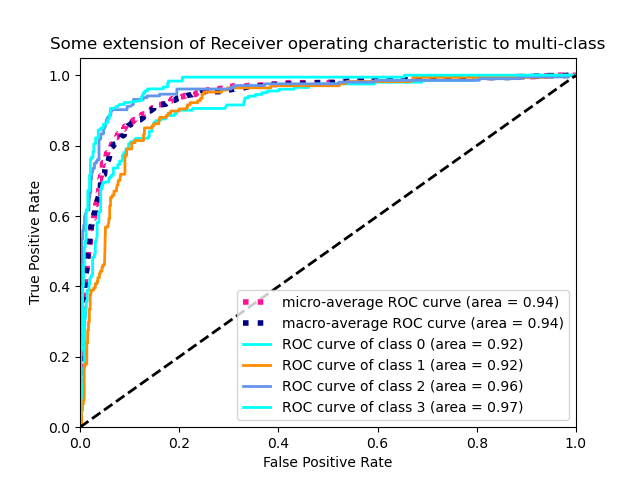 Some extension of Receiver operating characteristic to multi-class
1.0
0.8
0.6
0.4
0.2
0.0
True Positive Rate
micro-average ROC curve (area = 0.94)
macro-average ROC curve (area = 0.94)
ROC curve of class 0 (area = 0.92)
ROC curve of class 1 (area = 0.92)
ROC curve of class 2 (area = 0.96)
ROC curve of class 3 (area = 0.97)
0.0 0.2 0.4 0.6 0.8 1.0
False Positive Rate